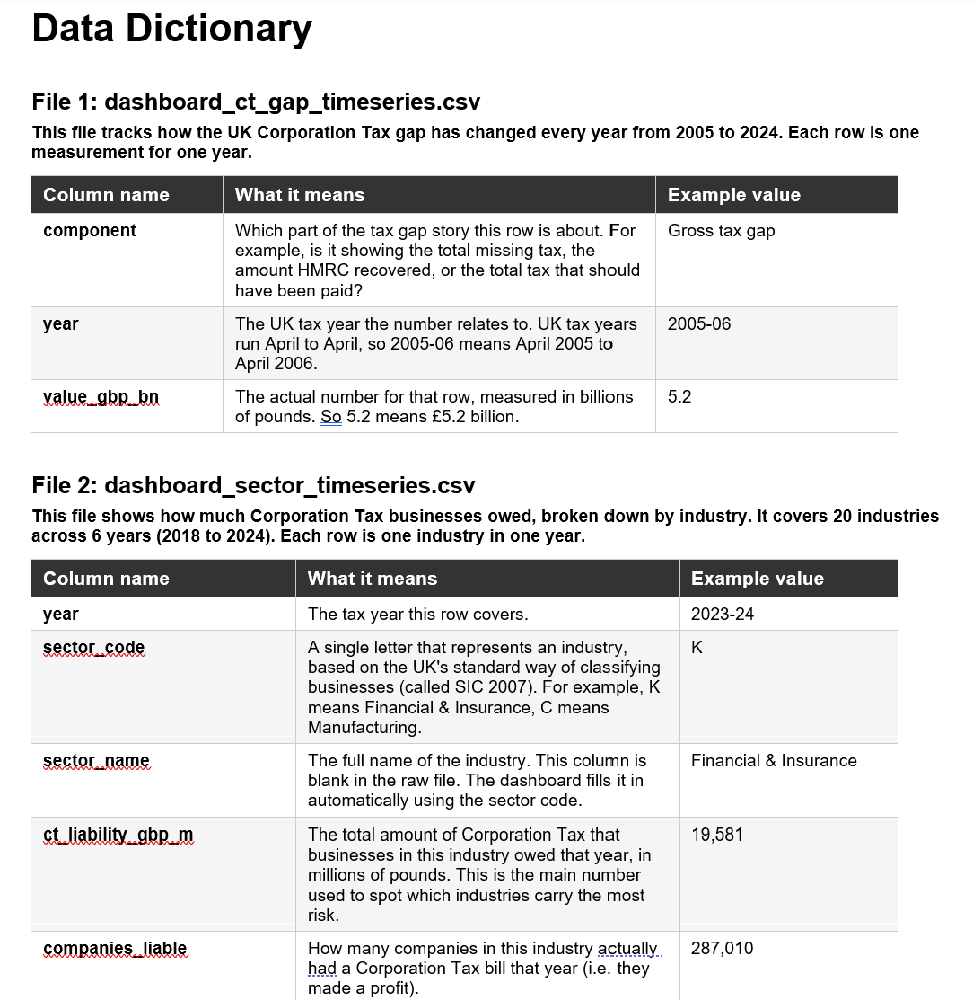 Data Dictionary
File 1: dashboard_ct_gap_timeseries.csv
This file tracks how the UK Corporation Tax gap has changed every year from 2005 to 2024. Each row is one
measurement for one year.
Column name What it means Example value
component Which part of the tax gap story this row is about. For Gross tax gap
example, is it showing the total missing tax, the
amount HMRC recovered, or the total tax that should
have been paid?
year The UK tax year the number relates to. UK tax years 2005-06
run April to April, so 2005-06 means April 2005 to
April 2006.
value_gbp_bn The actual number for that row, measured in billions 5.2
of pounds. So 5.2 means £5.2 billion.
File 2: dashboard_sector_timeseries.csv
This file shows how much Corporation Tax businesses owed, broken down by industry. It covers 20 industries
across 6 years (2018 to 2024). Each row is one industry in one year.
Column name What it means Example value
year The tax year this row covers. 2023-24
sector_code A single letter that represents an industry, K
based on the UK's standard way of classifying
businesses (called SIC 2007). For example, K
means Financial & Insurance, C means
Manufacturing.
sector_name The full name of the industry. This column is Financial & Insurance
blank in the raw file. The dashboard fills it in
automatically using the sector code.
ct_liability_gbp_m The total amount of Corporation Tax that 19,581
businesses in this industry owed that year, in
millions of pounds. This is the main number
used to spot which industries carry the most
risk.
companies_liable How many companies in this industry actually 287,010
had a Corporation Tax bill that year (i.e. they
made a profit).